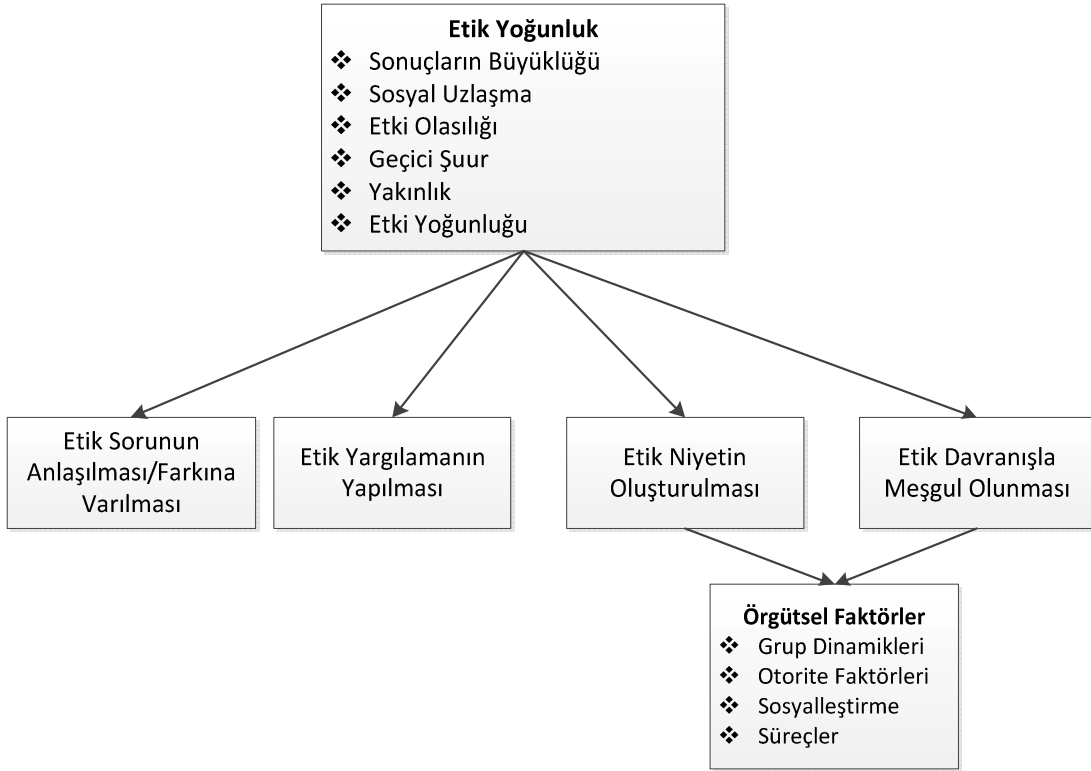 Etik Yoğunluk
❖ Sonuçların Büyüklüğü
❖ Sosyal Uzlaşma
❖ Etki Olasılığı
❖ Geçici Şuur
❖ Yakınlık
❖ Etki Yoğunluğu
Etik Sorunun
Anlaşılması/Farkına
Varılması
Etik Yargılamanın
Yapılması
Etik Niyetin
Oluşturulması
Etik Davranışla
Meşgul Olunması
Örgütsel Faktörler
❖ Grup Dinamikleri
❖ Otorite Faktörleri
❖ Sosyalleştirme
❖ Süreçler